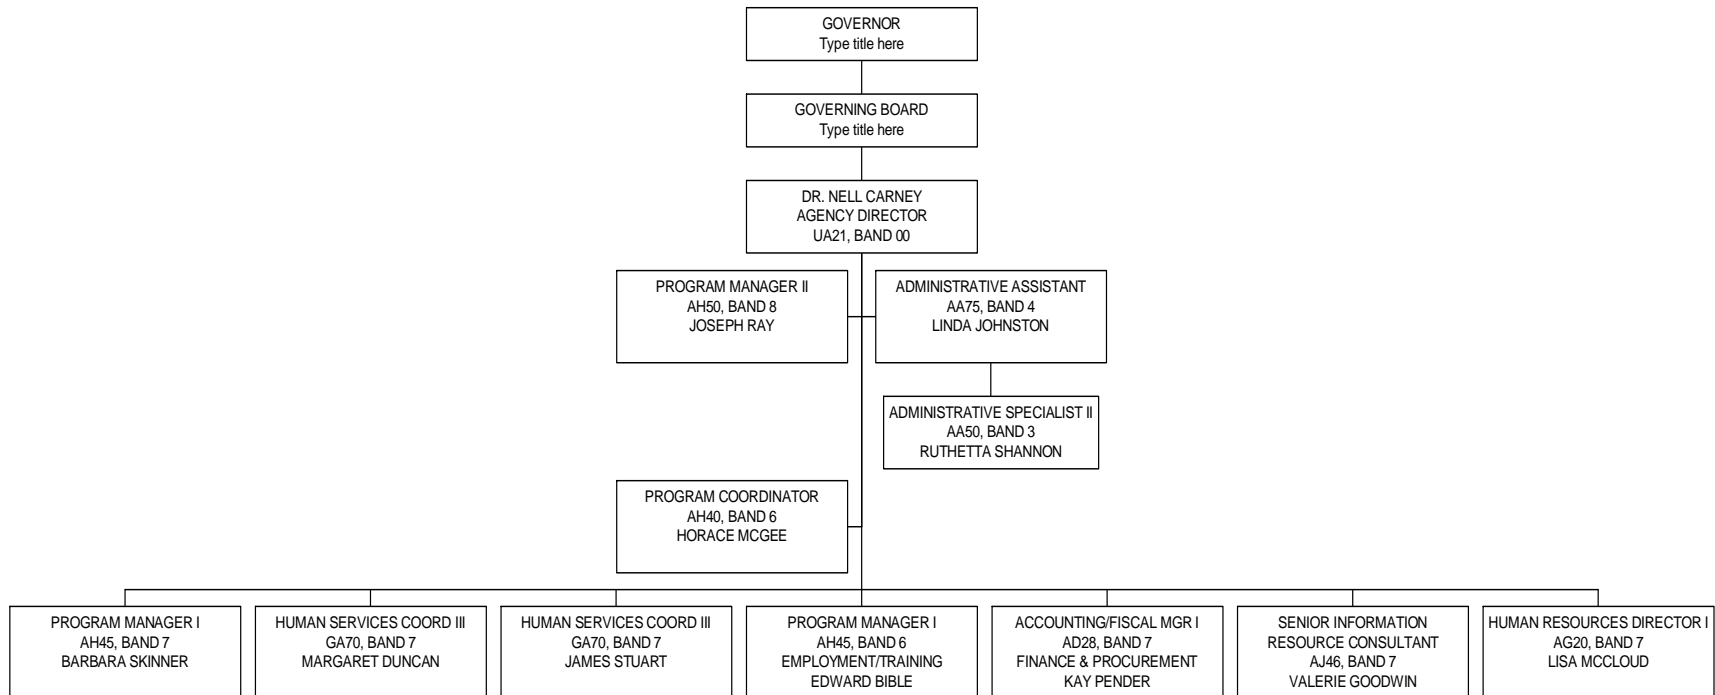 GOVERNOR
Type title here
GOVERNING BOARD
Type title here
DR. NELL CARNEY
AGENCY DIRECTOR
UA21, BAND 00
PROGRAM MANAGER II
AH50, BAND 8
JOSEPH RAY
ADMINISTRATIVE ASSISTANT
AA75, BAND 4
LINDA JOHNSTON
ADMINISTRATIVE SPECIALIST II
AA50, BAND 3
RUTHETTA SHANNON
PROGRAM COORDINATOR
AH40, BAND 6
HORACE MCGEE
PROGRAM MANAGER I
AH45, BAND 7
BARBARA SKINNER
HUMAN SERVICES COORD III
GA70, BAND 7
MARGARET DUNCAN
HUMAN SERVICES COORD III
GA70, BAND 7
JAMES STUART
PROGRAM MANAGER I
AH45, BAND 6
EMPLOYMENT/TRAINING
EDWARD BIBLE
ACCOUNTING/FISCAL MGR I
AD28, BAND 7
FINANCE & PROCUREMENT
KAY PENDER
SENIOR INFORMATION
RESOURCE CONSULTANT
AJ46, BAND 7
VALERIE GOODWIN
HUMAN RESOURCES DIRECTOR I
AG20, BAND 7
LISA MCCLOUD